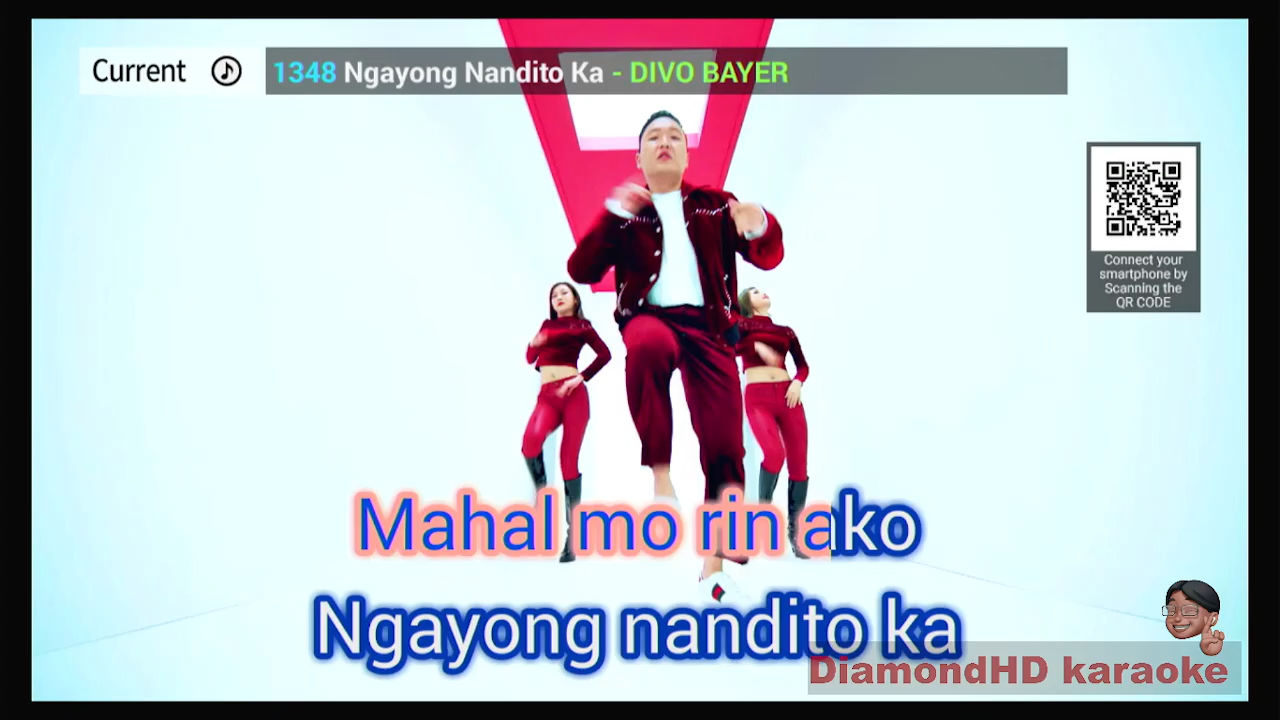 Current
1348 Ngayong Nandito Ka - DIVO BAYER
Connect your
smartphone by
Scanning the
QR CODE
Mahal mo rin ako
Ngayong nandito ka
DiamondHD karaoke